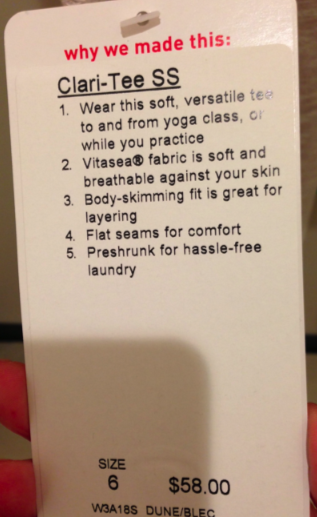 why we made this:
Clari-Tee SS
1. Wear this soft, versatile tee
to and from yoga class, or
while you practice
2. Vitasea® fabric is soft and
breathable against your skin
3. Body-skimming fit is great for
layering
4. Flat seams for comfort
5. Preshrunk for hassle-free
laundry
SIZE
6 $58.00
W3A18S DUNE/BLEC